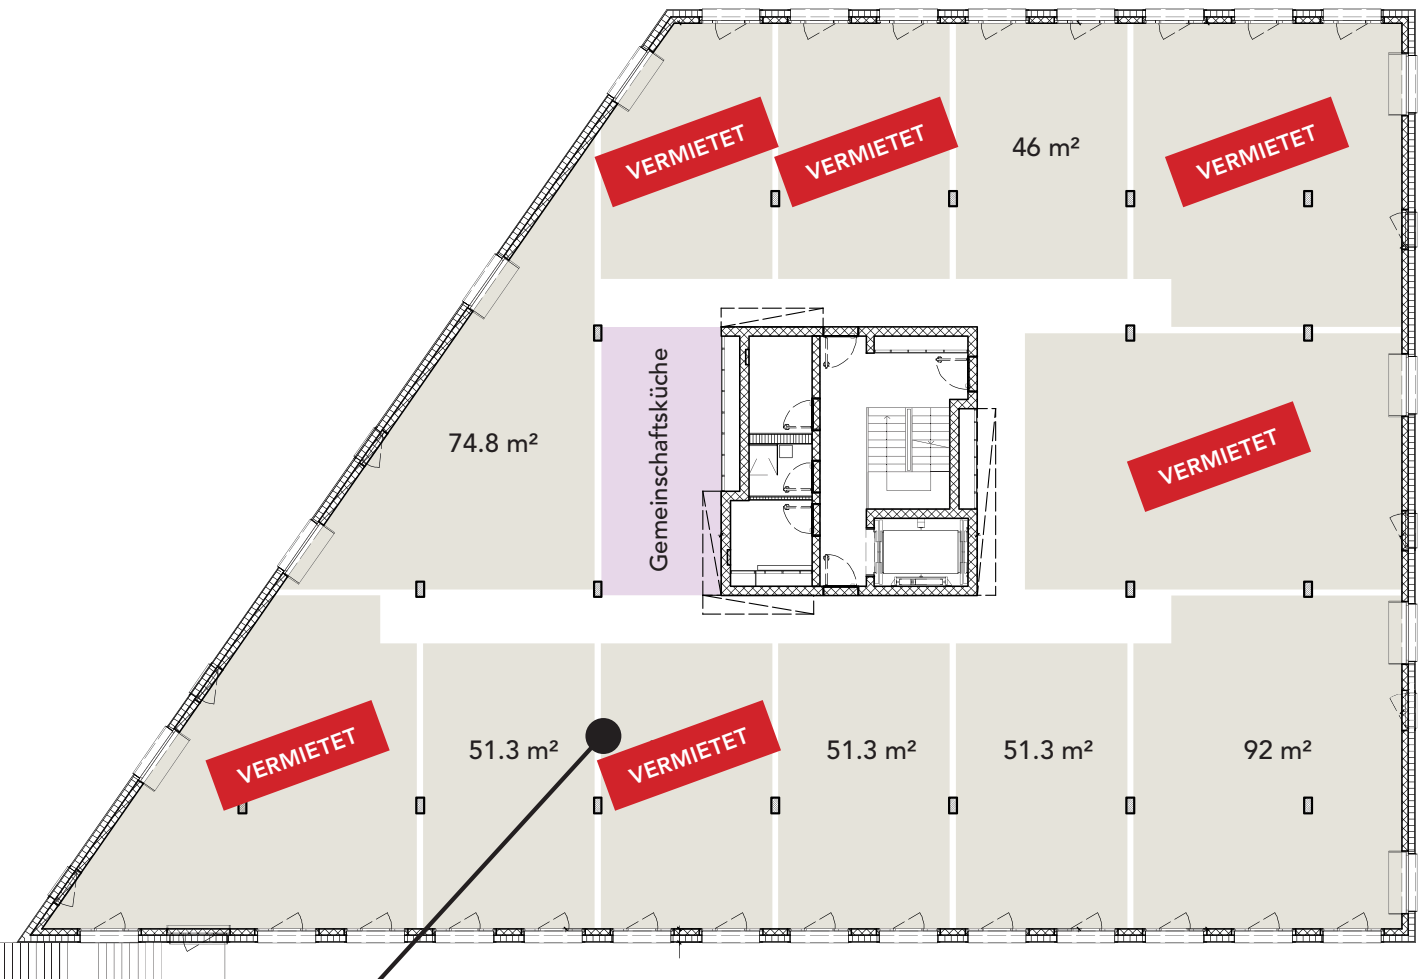 VERMIETET
VERMIETET
46 m²
VERMIETET
Gemeinschaftsküche
74.8 m²
VERMIETET
VERMIETET
51.3 m²
VERMIETET
51.3 m²
51.3 m²
92 m²